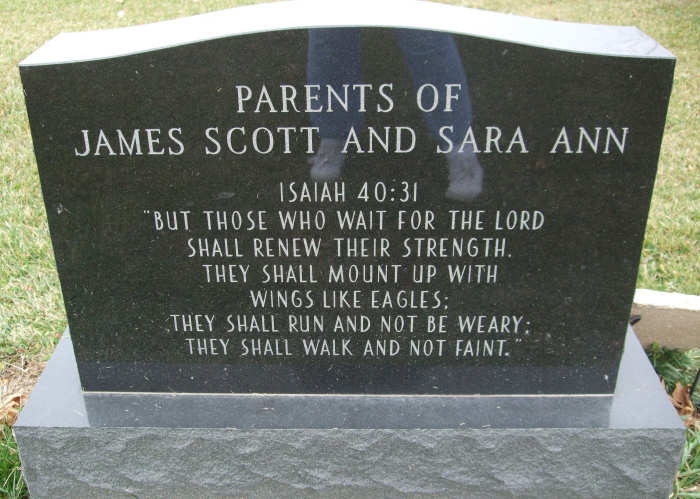 PARENTS OF
JAMES SCOTT AND SARA ANN
ISAIAH 40:31
"BUT THOSE WHO WAIT FOR THE LORD
SHALL RENEW THEIR STRENGTH.
THEY SHALL MOUNT UP WITH
WINGS LIKE EAGLES;
THEY SHALL RUN AND NOT BE WEARY;
THEY SHALL WALK AND NOT FAINT."